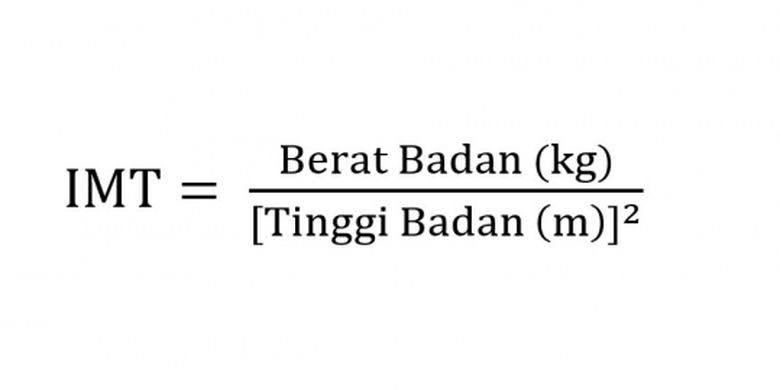 IMT = Berat Badan (kg)
[Tinggi Badan (m)]²